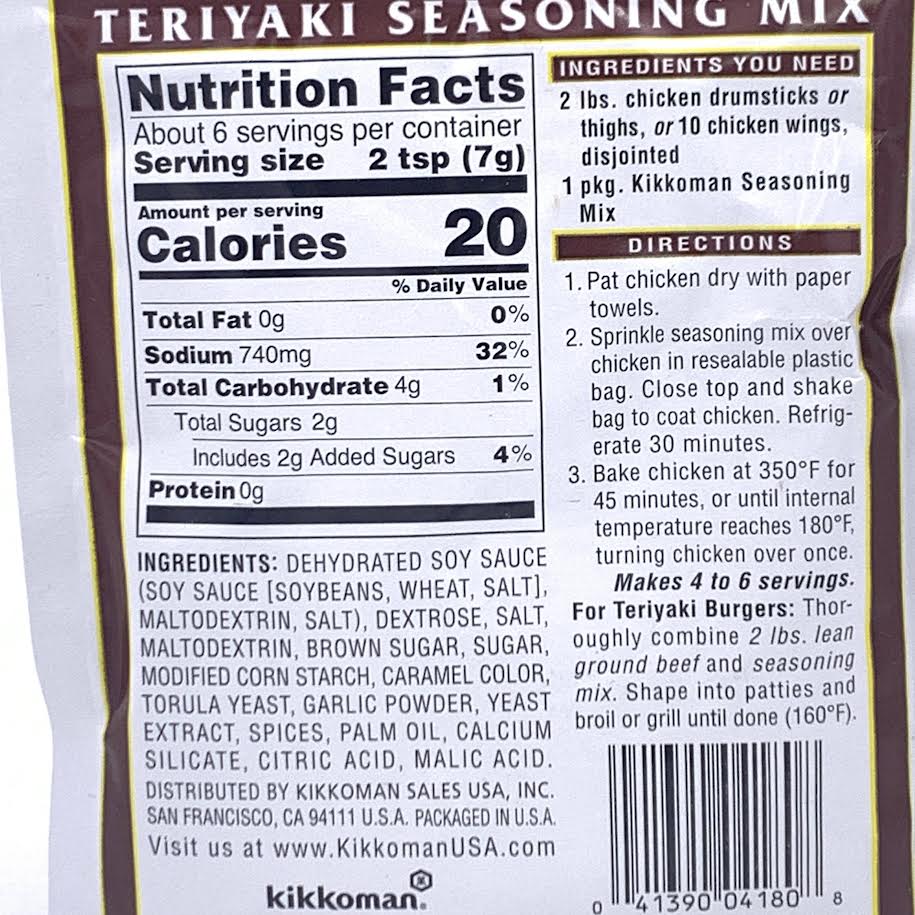 TERIYAKI SEASONING MIX
Nutrition Facts
About 6 servings per container
Serving size 2 tsp (7g)
Amount per serving
Calories 20
% Daily Value
Total Fat 0g 0%
Sodium 740mg 32%
Total Carbohydrate 4g 1%
Total Sugars 2g
Includes 2g Added Sugars 4%
Protein 0g
INGREDIENTS: DEHYDRATED SOY SAUCE
(SOY SAUCE [SOYBEANS, WHEAT, SALT],
MALTODEXTRIN, SALT), DEXTROSE, SALT,
MALTODEXTRIN, BROWN SUGAR, SUGAR,
MODIFIED CORN STARCH, CARAMEL COLOR,
TORULA YEAST, GARLIC POWDER, YEAST
EXTRACT, SPICES, PALM OIL, CALCIUM
SILICATE, CITRIC ACID, MALIC ACID.
DISTRIBUTED BY KIKKOMAN SALES USA, INC.
SAN FRANCISCO, CA 94111 U.S.A. PACKAGED IN U.S.A.
Visit us at www.KikkomanUSA.com
kikkoman®
INGREDIENTS YOU NEED
2 lbs. chicken drumsticks or
thighs, or 10 chicken wings,
disjointed
1 pkg. Kikkoman Seasoning
Mix
DIRECTIONS
1. Pat chicken dry with paper
towels.
2. Sprinkle seasoning mix over
chicken in resealable plastic
bag. Close top and shake
bag to coat chicken. Refrig-
erate 30 minutes.
3. Bake chicken at 350°F for
45 minutes, or until internal
temperature reaches 180°F,
turning chicken over once.
Makes 4 to 6 servings.
For Teriyaki Burgers: Thor-
oughly combine 2 lbs. lean
ground beef and seasoning
mix. Shape into patties and
broil or grill until done (160°F).
0 41390 04180 8